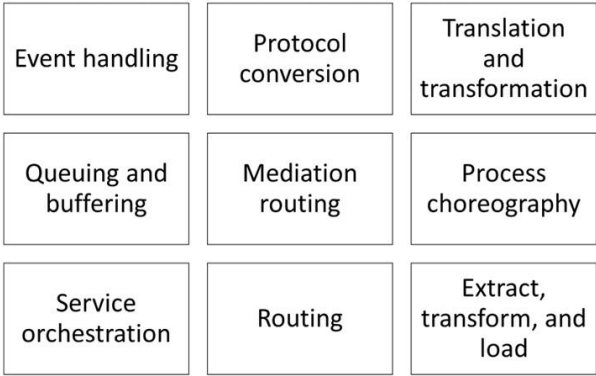 Event handling
Protocol
conversion
Translation
and
transformation
Queuing and
buffering
Mediation
routing
Process
choreography
Service
orchestration
Routing
Extract,
transform, and
load